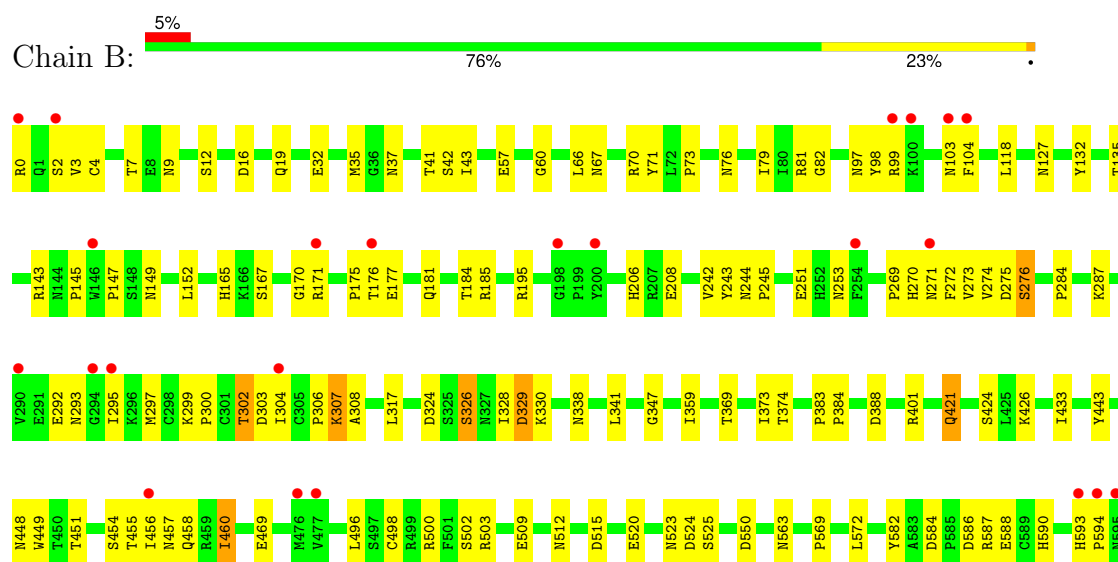 5%
Chain B:
76% 23% •
R0 Q1 S2 V3 C4 T7 E8 N9 S12 D16 Q19 E32 M35 G36 N37 T41 S42 I43 E57 G60 L66 N67 R70 Y71 L72 P73 N76 I79 I80 R81 G82 N97 Y98 R99 K100 N103 F104 L118 N127 Y132 T135
R143 N144 P145 W146 P147 S148 N149 L152 H165 K166 S167 G170 R171 P175 T176 E177 Q181 T184 R185 R195 G198 P199 Y200 H206 R207 E208 V242 Y243 N244 P245 E251 H252 N253 F254 P269 H270 N271 F272 V273 V274 D275 S276 P284 K287
V290 E291 E292 N293 G294 I295 K296 M297 C298 K299 P300 C301 T302 D303 I304 C305 P306 K307 A308 L317 D324 S325 S326 N327 I328 D329 K330 N338 L341 G347 I359 T369 I373 T374 P383 P384 D388 R401 Q421 S424 L425 K426 I433 Y443
N448 W449 T450 T451 S454 T455 I456 N457 Q458 R459 I460 E469 M476 V477 L496 S497 C498 R499 R500 F501 S502 R503 E509 N512 D515 E520 N523 D524 S525 D550 N563 P569 L572 Y582 A583 D584 P585 D586 R587 E588 C589 H590 H593 P594 N595